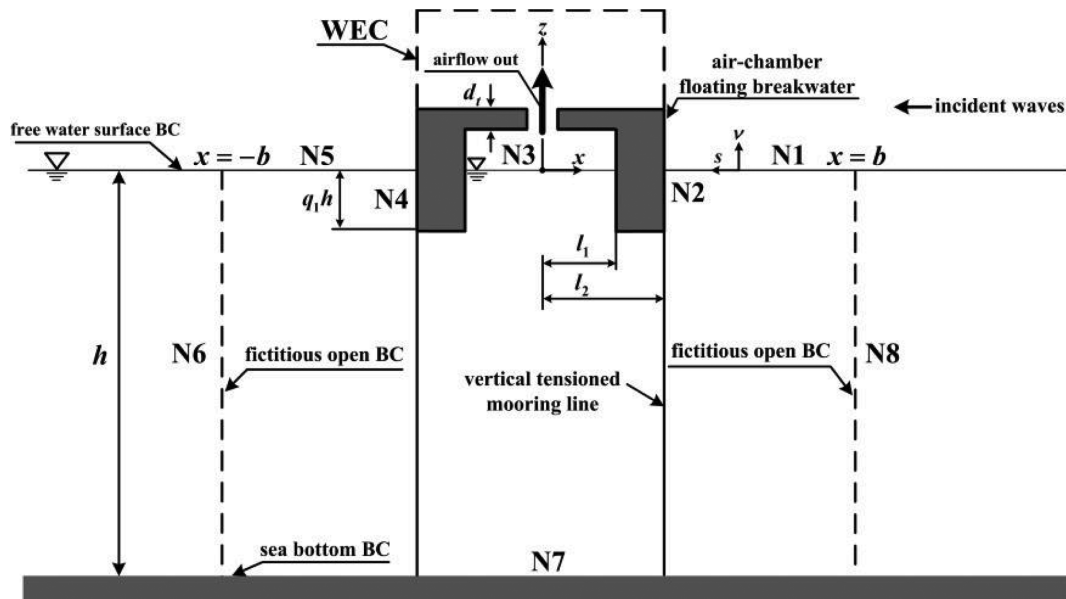 WEC
z
airflow out
air-chamber
floating breakwater
d_t
incident waves
free water surface BC
x = -b
N5
N3
x
s
ν
N1
x = b
q_1h
N4
N2
l_1
l_2
h
N6
fictitious open BC
fictitious open BC
N8
vertical tensioned
mooring line
sea bottom BC
N7